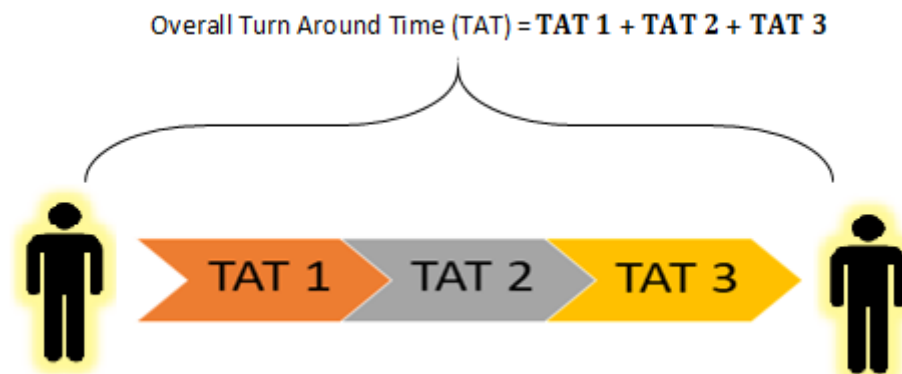 Overall Turn Around Time (TAT) = TAT 1 + TAT 2 + TAT 3
TAT 1
TAT 2
TAT 3